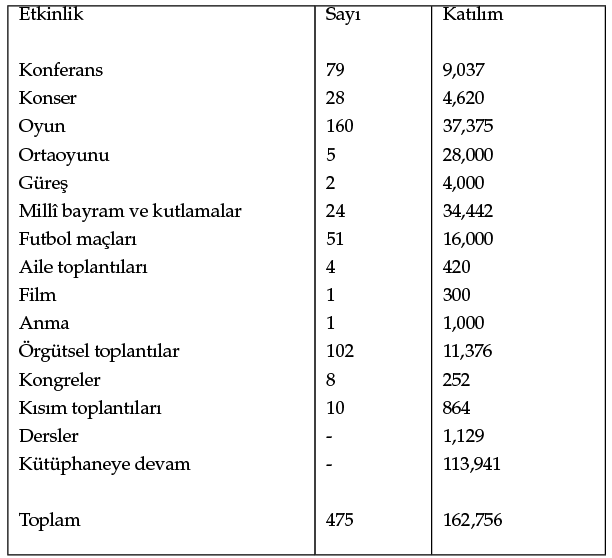 Etkinlik Sayı Katılım
Konferans 79 9,037
Konser 28 4,620
Oyun 160 37,375
Ortaoyunu 5 28,000
Güreş 2 4,000
Millî bayram ve kutlamalar 24 34,442
Futbol maçları 51 16,000
Aile toplantıları 4 420
Film 1 300
Anma 1 1,000
Örgütsel toplantılar 102 11,376
Kongreler 8 252
Kısım toplantıları 10 864
Dersler - 1,129
Kütüphaneye devam - 113,941
Toplam 475 162,756